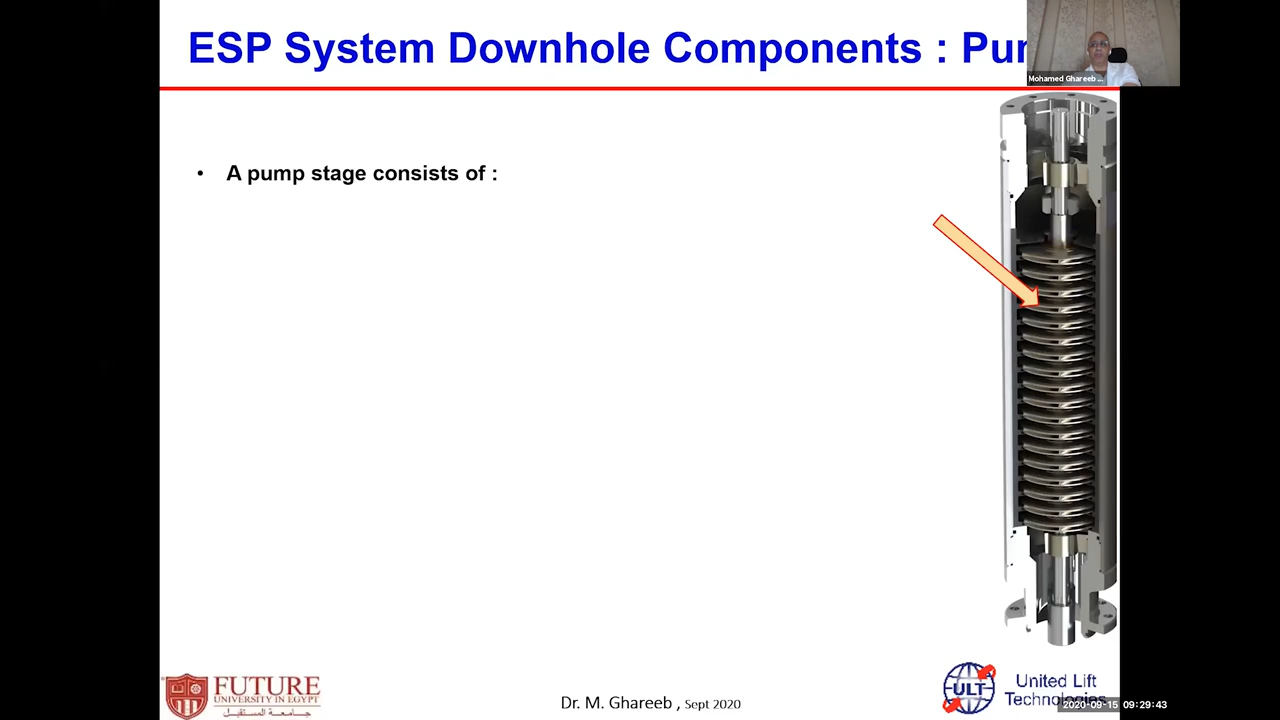 ESP System Downhole Components : Pu
Mohamed Ghareeb ...
• A pump stage consists of :
FUTURE
UNIVERSITY IN EGYPT
جامعة المستقبل
Dr. M. Ghareeb , Sept 2020
ULT
United Lift
Technologies
2020-09-15 09:29:43